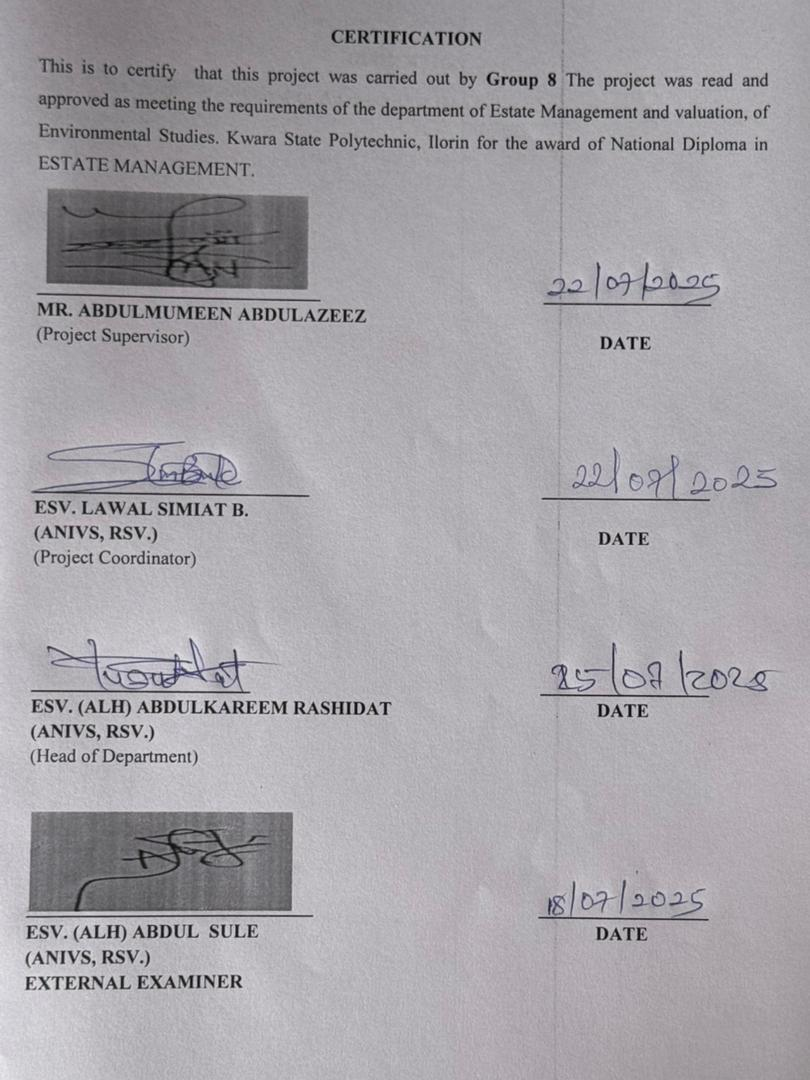 CERTIFICATION
This is to certify that this project was carried out by Group 8 The project was read and
approved as meeting the requirements of the department of Estate Management and valuation, of
Environmental Studies. Kwara State Polytechnic, Ilorin for the award of National Diploma in
ESTATE MANAGEMENT.
22/07/2025
MR. ABDULMUMEEN ABDULAZEEZ
(Project Supervisor)
DATE
22/07/2025
ESV. LAWAL SIMIAT B.
(ANIVS, RSV.)
(Project Coordinator)
DATE
25/07/2025
ESV. (ALH) ABDULKAREEM RASHIDAT
(ANIVS, RSV.)
(Head of Department)
DATE
18/07/2025
ESV. (ALH) ABDUL SULE
(ANIVS, RSV.)
EXTERNAL EXAMINER
DATE